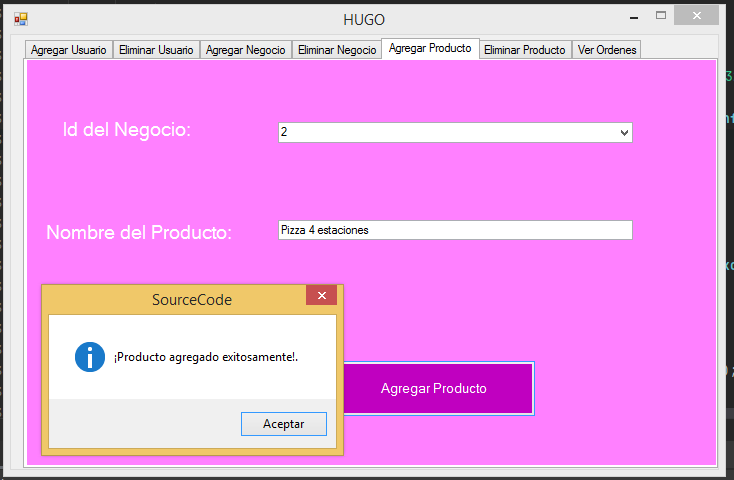 HUGO
Agregar Usuario Eliminar Usuario Agregar Negocio Eliminar Negocio Agregar Producto Eliminar Producto Ver Ordenes
Id del Negocio: 2
Nombre del Producto: Pizza 4 estaciones
SourceCode
¡Producto agregado exitosamente!.
Aceptar
Agregar Producto